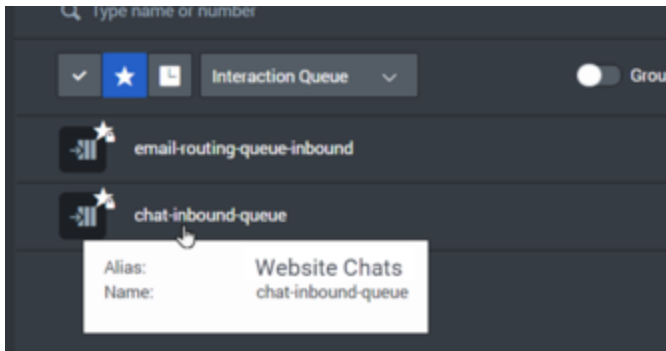 Type name or number
Interaction Queue
Grou
email-routing-queue-inbound
chat-inbound-queue
Alias: Website Chats
Name: chat-inbound-queue